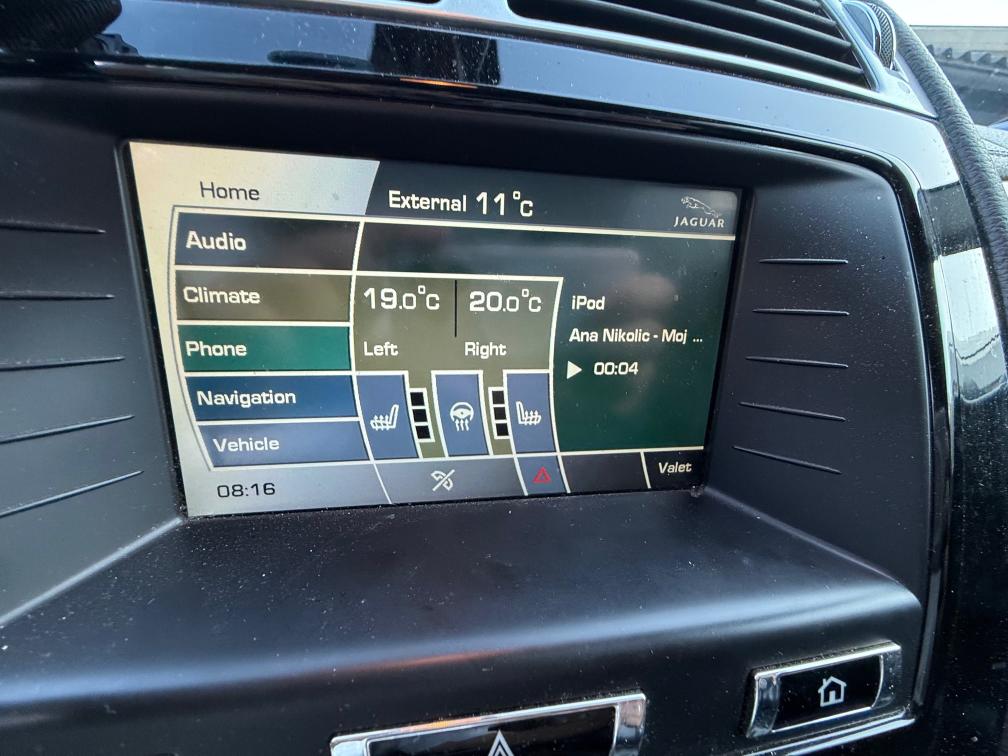 Home
External 11°c
JAGUAR
Audio
Climate
19.0°c
20.0°c
iPod
Ana Nikolic - Moj ...
Phone
Left
Right
00:04
Navigation
Vehicle
08:16
Valet